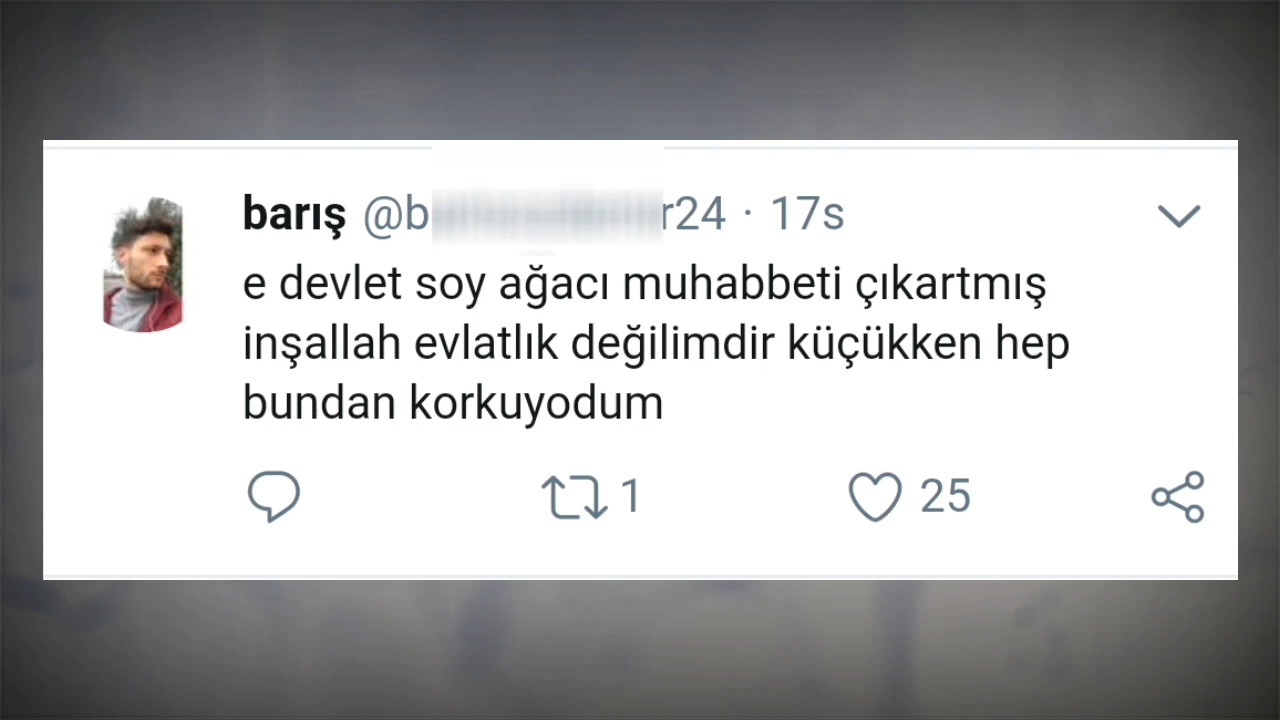 barış @b r24 · 17s
e devlet soy ağacı muhabbeti çıkartmış
inşallah evlatlık değilimdir küçükken hep
bundan korkuyodum
1 25